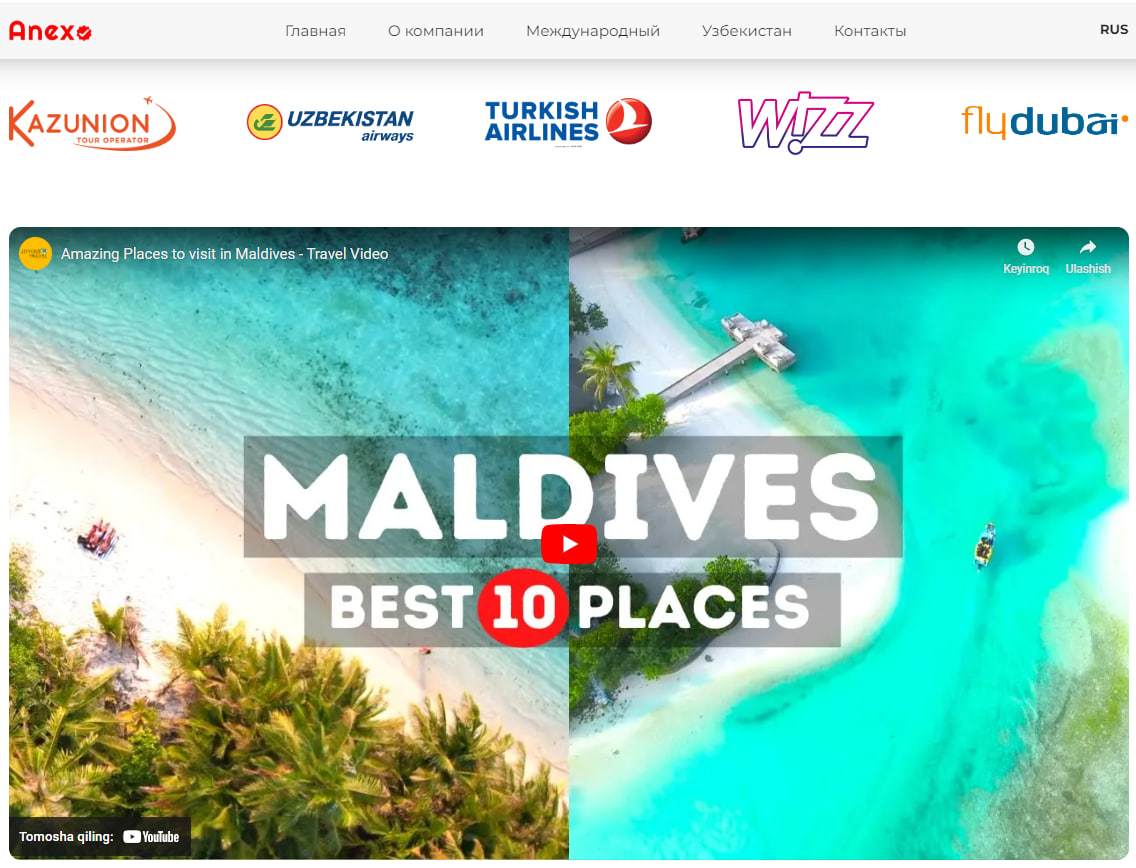 Anex
Главная О компании Международный Узбекистан Контакты RUS
KAZUNION
TOUR OPERATOR
UZBEKISTAN
airways
TURKISH
AIRLINES
WIZZ
flydubai
Amazing Places to visit in Maldives - Travel Video
Keyinroq Ulashish
MALDIVES
BEST 10 PLACES
Tomosha qiling: YouTube